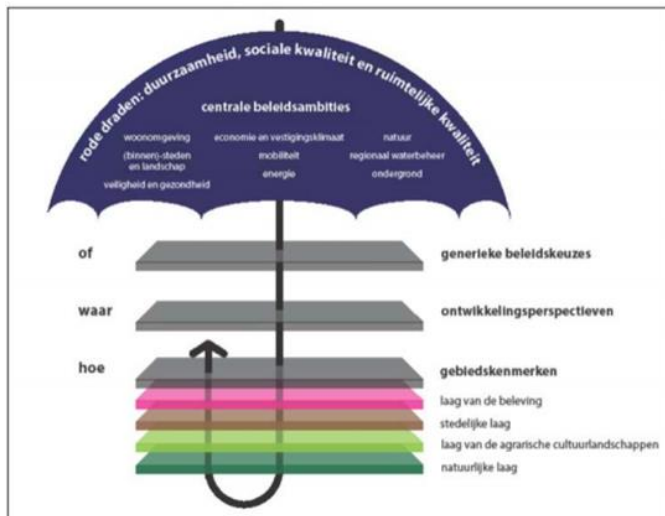 rode draden: duurzaamheid, sociale kwaliteit en ruimtelijke kwaliteit
centrale beleidsambities
woonomgeving
(binnen)-steden
en landschap
veiligheid en gezondheid
economie en vestigingsklimaat
mobiliteit
energie
natuur
regionaal waterbeheer
ondergrond
of
generieke beleidskeuzes
waar
ontwikkelingsperspectieven
hoe
gebiedskenmerken
laag van de beleving
stedelijke laag
laag van de agrarische cultuurlandschappen
natuurlijke laag